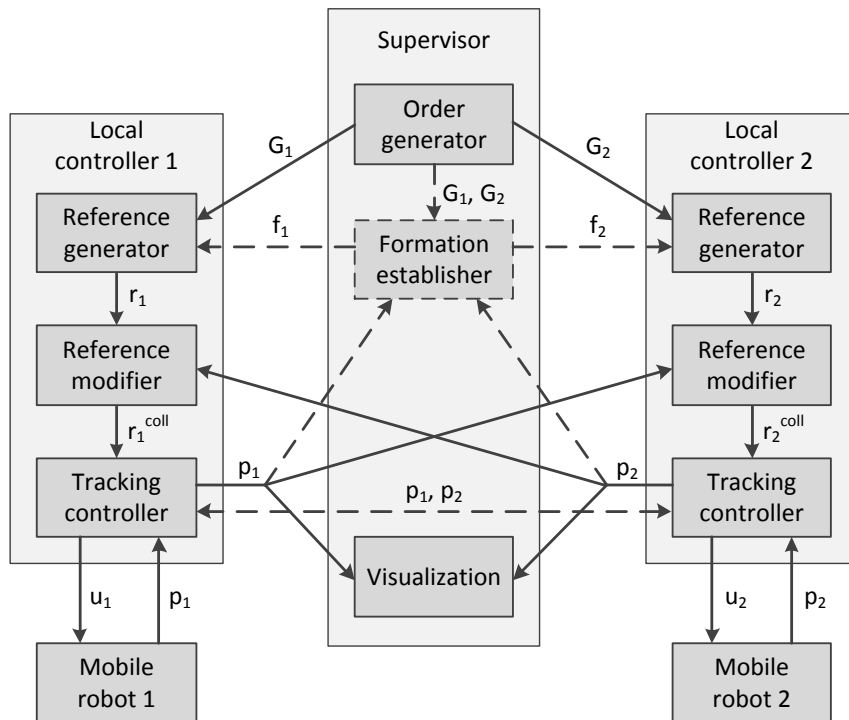 Supervisor
Order
generator
Local
controller 1
Local
controller 2
G₁
G₂
G₁, G₂
Reference
generator
f₁
Formation
establisher
f₂
Reference
generator
r₁
r₂
Reference
modifier
Reference
modifier
r₁ᶜᵒˡˡ
r₂ᶜᵒˡˡ
Tracking
controller
p₁
p₁, p₂
p₂
Tracking
controller
Visualization
u₁
p₁
u₂
p₂
Mobile
robot 1
Mobile
robot 2